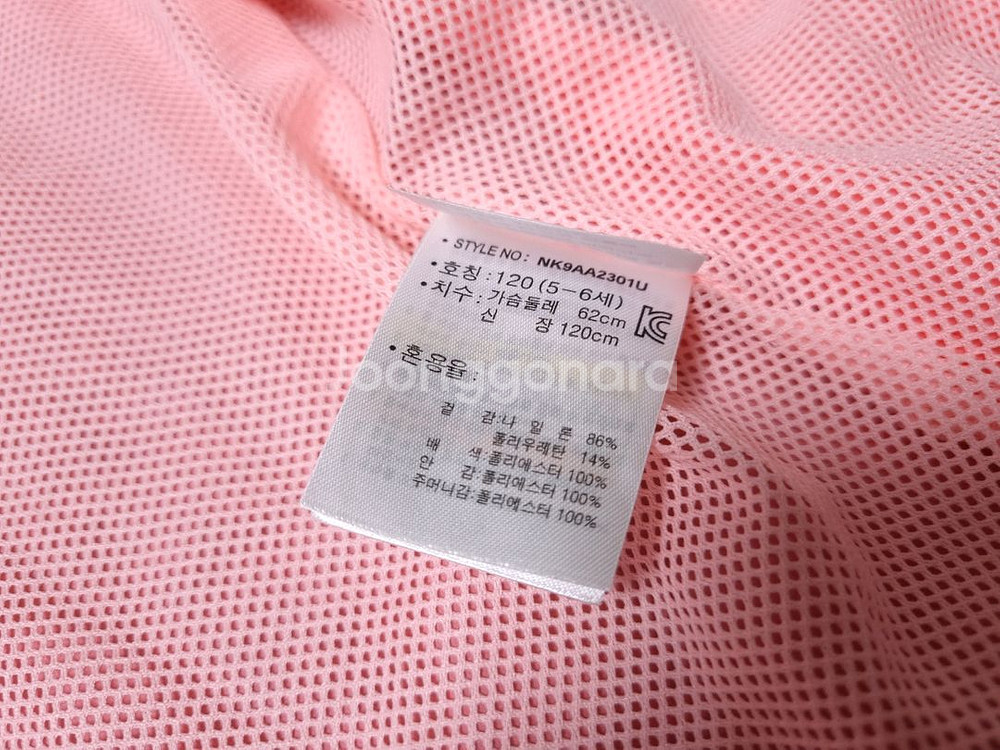 • STYLE NO : NK9AA2301U
• 호칭 : 120 (5-6세)
• 치수 : 가슴둘레 62cm
신 장 120cm
• 혼용율 :
joonggonara
겉 감:나 일 론 86%
폴리우레탄 14%
배 색:폴리에스터 100%
안 감:폴리에스터 100%
주머니감:폴리에스터 100%